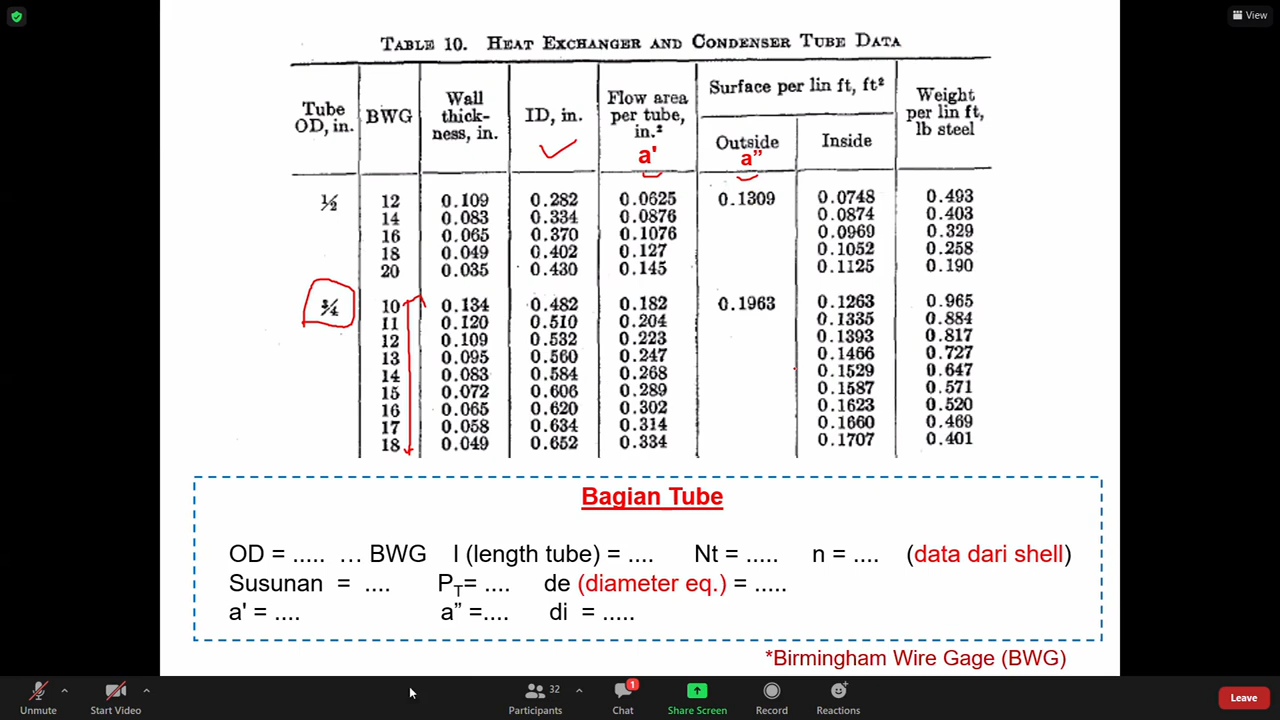 View
TABLE 10. HEAT EXCHANGER AND CONDENSER TUBE DATA
Tube OD, in. BWG Wall thick-ness, in. ID, in. Flow area per tube, in.² Surface per lin ft, ft² Weight per lin ft, lb steel
a' Outside a” Inside
½ 12 0.109 0.282 0.0625 0.1309 0.0748 0.493
14 0.083 0.334 0.0876 0.0874 0.403
16 0.065 0.370 0.1076 0.0969 0.329
18 0.049 0.402 0.127 0.1052 0.258
20 0.035 0.430 0.145 0.1125 0.190
¾ 10 0.134 0.482 0.182 0.1963 0.1263 0.965
11 0.120 0.510 0.204 0.1335 0.884
12 0.109 0.532 0.223 0.1393 0.817
13 0.095 0.560 0.247 0.1466 0.727
14 0.083 0.584 0.268 0.1529 0.647
15 0.072 0.606 0.289 0.1587 0.571
16 0.065 0.620 0.302 0.1623 0.520
17 0.058 0.634 0.314 0.1660 0.469
18 0.049 0.652 0.334 0.1707 0.401
Bagian Tube
OD = ..... … BWG l (length tube) = .... Nt = ..... n = .... (data dari shell)
Susunan = .... PT= .... de (diameter eq.) = .....
a' = .... a” =.... di = .....
*Birmingham Wire Gage (BWG)
Unmute Start Video Participants 32 Chat 1 Share Screen Record Reactions Leave